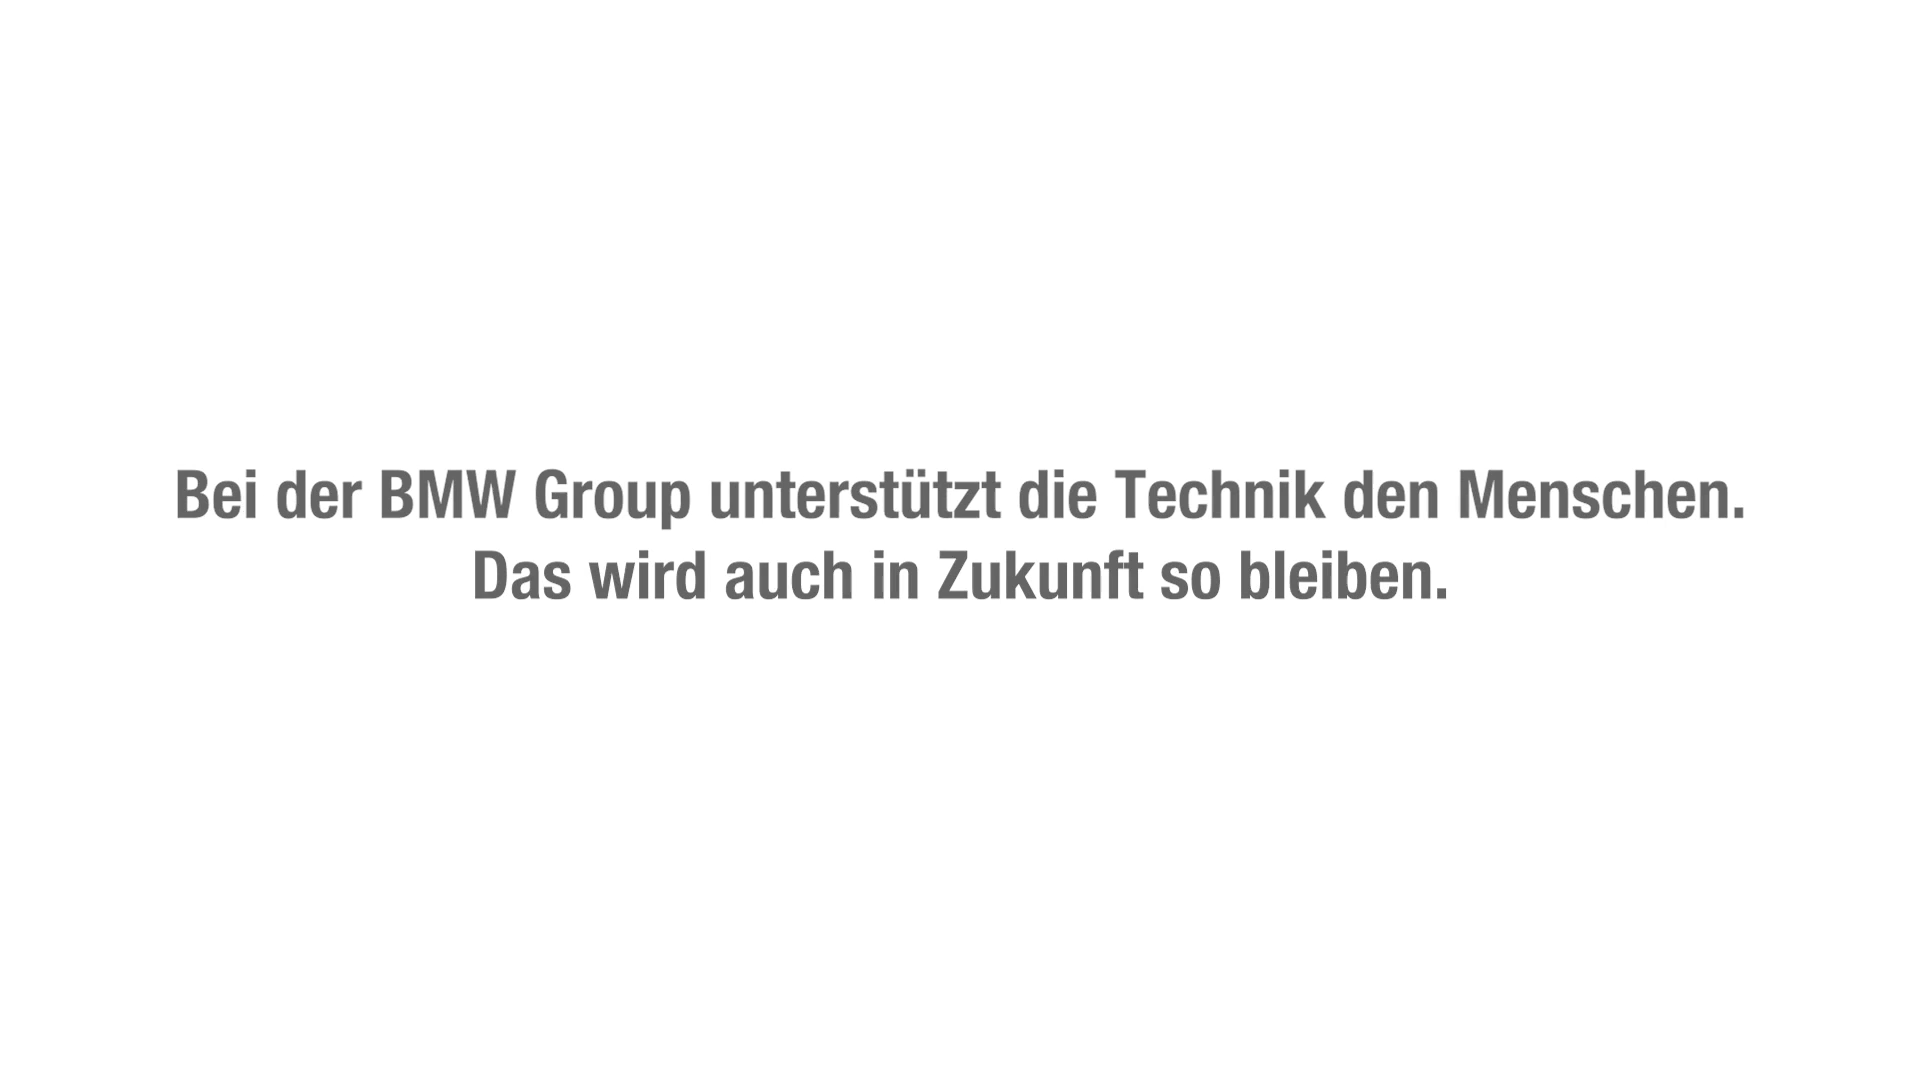 Bei der BMW Group unterstützt die Technik den Menschen.
Das wird auch in Zukunft so bleiben.